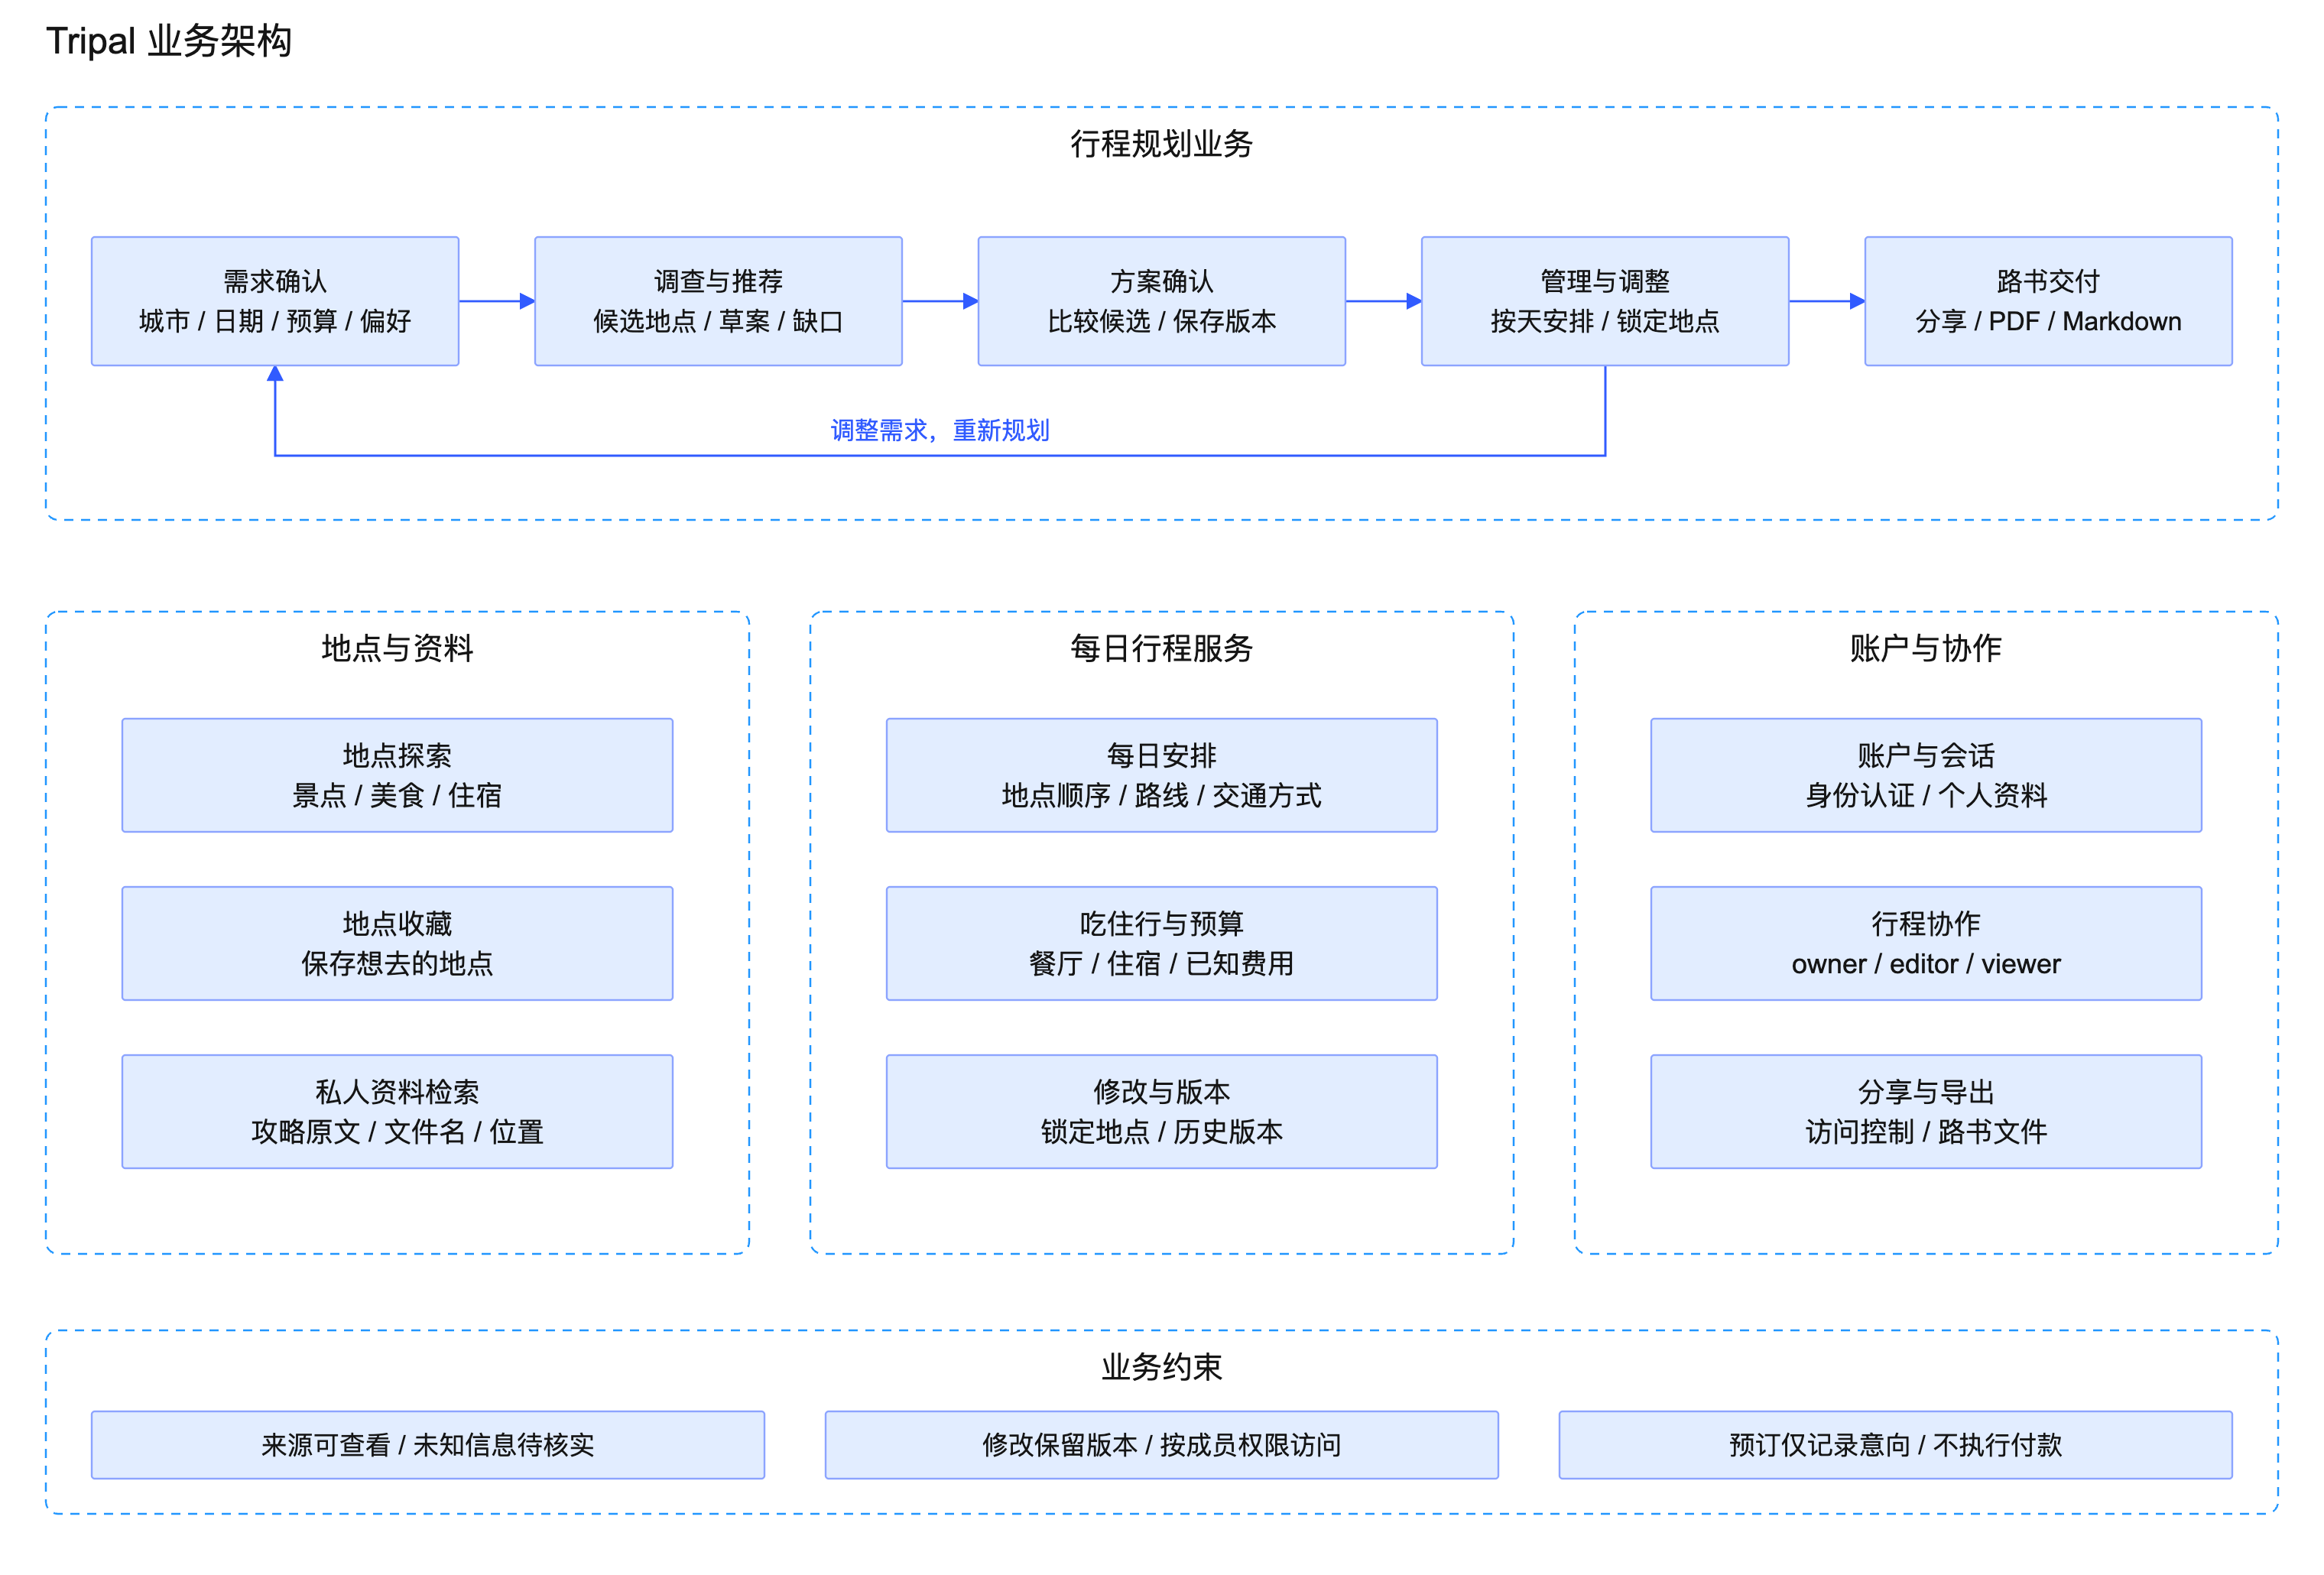 Tripal 业务架构
行程规划业务
需求确认
城市 / 日期 / 预算 / 偏好
调查与推荐
候选地点 / 草案 / 缺口
方案确认
比较候选 / 保存版本
管理与调整
按天安排 / 锁定地点
路书交付
分享 / PDF / Markdown
调整需求，重新规划
地点与资料
地点探索
景点 / 美食 / 住宿
地点收藏
保存想去的地点
私人资料检索
攻略原文 / 文件名 / 位置
每日行程服务
每日安排
地点顺序 / 路线 / 交通方式
吃住行与预算
餐厅 / 住宿 / 已知费用
修改与版本
锁定地点 / 历史版本
账户与协作
账户与会话
身份认证 / 个人资料
行程协作
owner / editor / viewer
分享与导出
访问控制 / 路书文件
业务约束
来源可查看 / 未知信息待核实
修改保留版本 / 按成员权限访问
预订仅记录意向 / 不执行付款